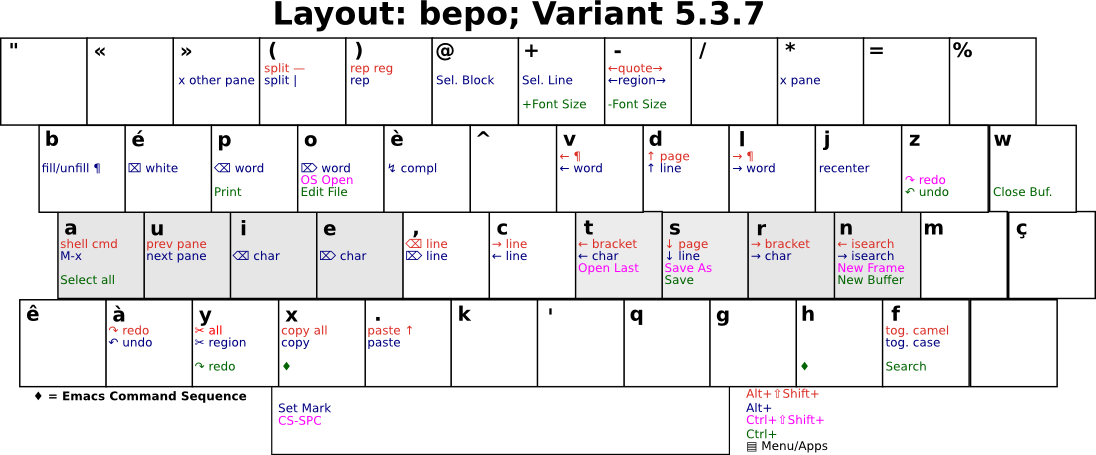 Layout: bepo; Variant 5.3.7
" « » ( ) @ + - / * = %
split — rep reg ←quote→
x other pane split | rep Sel. Block Sel. Line ←region→ x pane
+Font Size -Font Size
b é p o è ^ v d l j z w
← ¶ ↑ page → ¶
fill/unfill ¶ ⌧ white ⌫ word ⌦ word ↯ compl ← word ↑ line → word recenter
OS Open ↷ redo
Print Edit File ↶ undo Close Buf.
a u i e , c t s r n m ç
shell cmd prev pane ⌫ line → line ← bracket ↓ page → bracket ← isearch
M-x next pane ⌫ char ⌦ char ⌦ line ← line ← char ↓ line → char → isearch
Open Last Save As New Frame
Select all Save New Buffer
ê à y x . k ' q g h f
↷ redo ✂ all copy all paste ↑ tog. camel
↶ undo ✂ region copy paste tog. case
↷ redo ♦ ♦ Search
♦ = Emacs Command Sequence
Set Mark
CS-SPC
Alt+⇧Shift+
Alt+
Ctrl+⇧Shift+
Ctrl+
▤ Menu/Apps